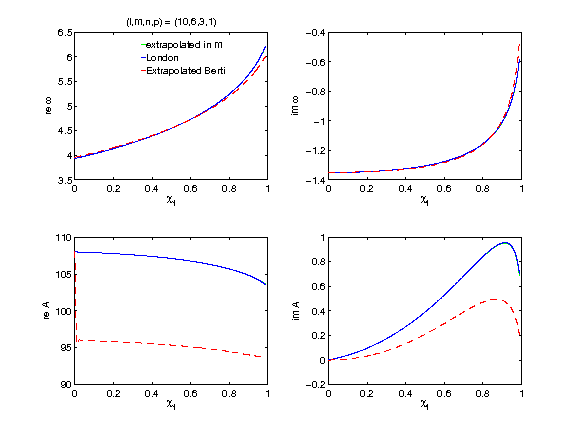 (l,m,n,p) = (10,6,3,1)
6.5
6
5.5
5
4.5
4
3.5
re ω
extrapolated in m
London
Extrapolated Berti
0 0.2 0.4 0.6 0.8 1
χf
−0.4
−0.6
−0.8
−1
−1.2
−1.4
im ω
0 0.2 0.4 0.6 0.8 1
χf
110
105
100
95
90
re A
0 0.2 0.4 0.6 0.8 1
χf
1
0.8
0.6
0.4
0.2
0
−0.2
im A
0 0.2 0.4 0.6 0.8 1
χf